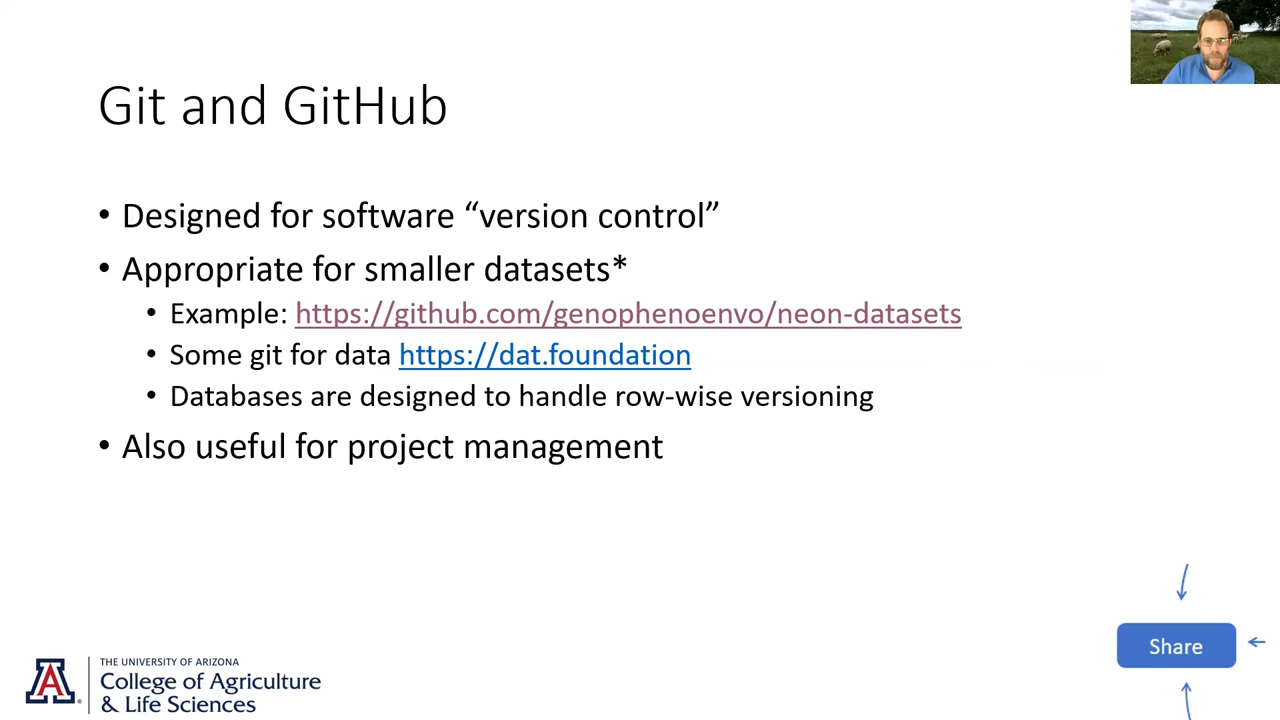 Git and GitHub
• Designed for software “version control”
• Appropriate for smaller datasets*
• Example: https://github.com/genophenoenvo/neon-datasets
• Some git for data https://dat.foundation
• Databases are designed to handle row-wise versioning
• Also useful for project management
Share
A
THE UNIVERSITY OF ARIZONA
College of Agriculture
& Life Sciences